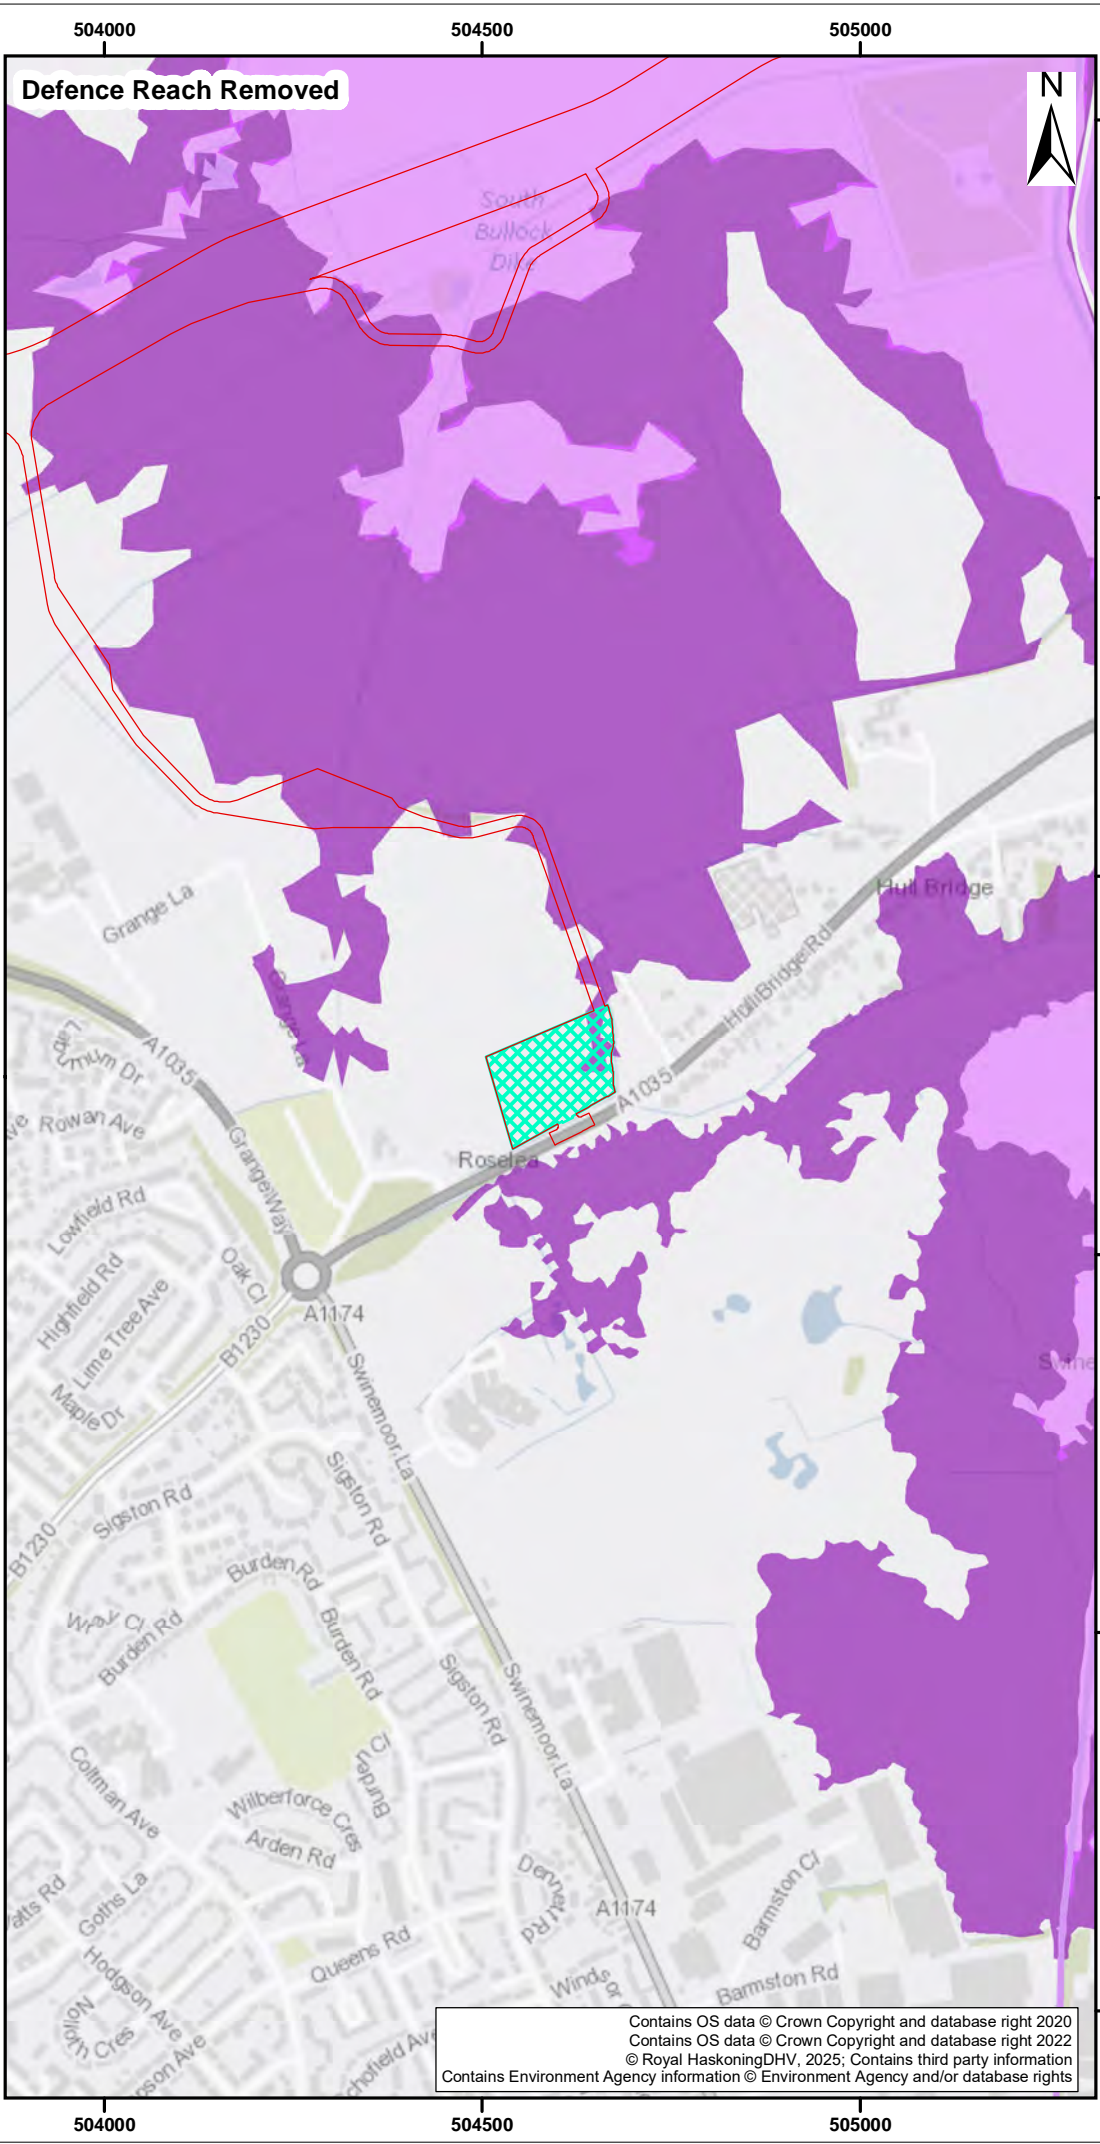 504000
504500
505000
Defence Reach Removed
N
South
Bullock
Dike
Hull Bridge
Grange La
Grange La
Hull Bridge Rd
A1035
A1035
Rowan Ave
Grange Way
Roselea
Lowfield Rd
Oak Cl
Highfield Rd
Lime Tree Ave
A1174
B1230
Maple Dr
Swinemoor La
Sigston Rd
Sigston Rd
B1230
Burden Rd
Burden Rd
Burden Rd
Sigston Rd
Swinemoor La
Burden Cl
Coltman Ave
Wilberforce Cres
Arden Rd
Dennett Rd
Barmston Cl
A1174
Goths La
Queens Rd
Hodgson Ave
Barmston Rd
Contains OS data © Crown Copyright and database right 2020
Contains OS data © Crown Copyright and database right 2022
© Royal HaskoningDHV, 2025; Contains third party information
Contains Environment Agency information © Environment Agency and/or database rights
504000
504500
505000